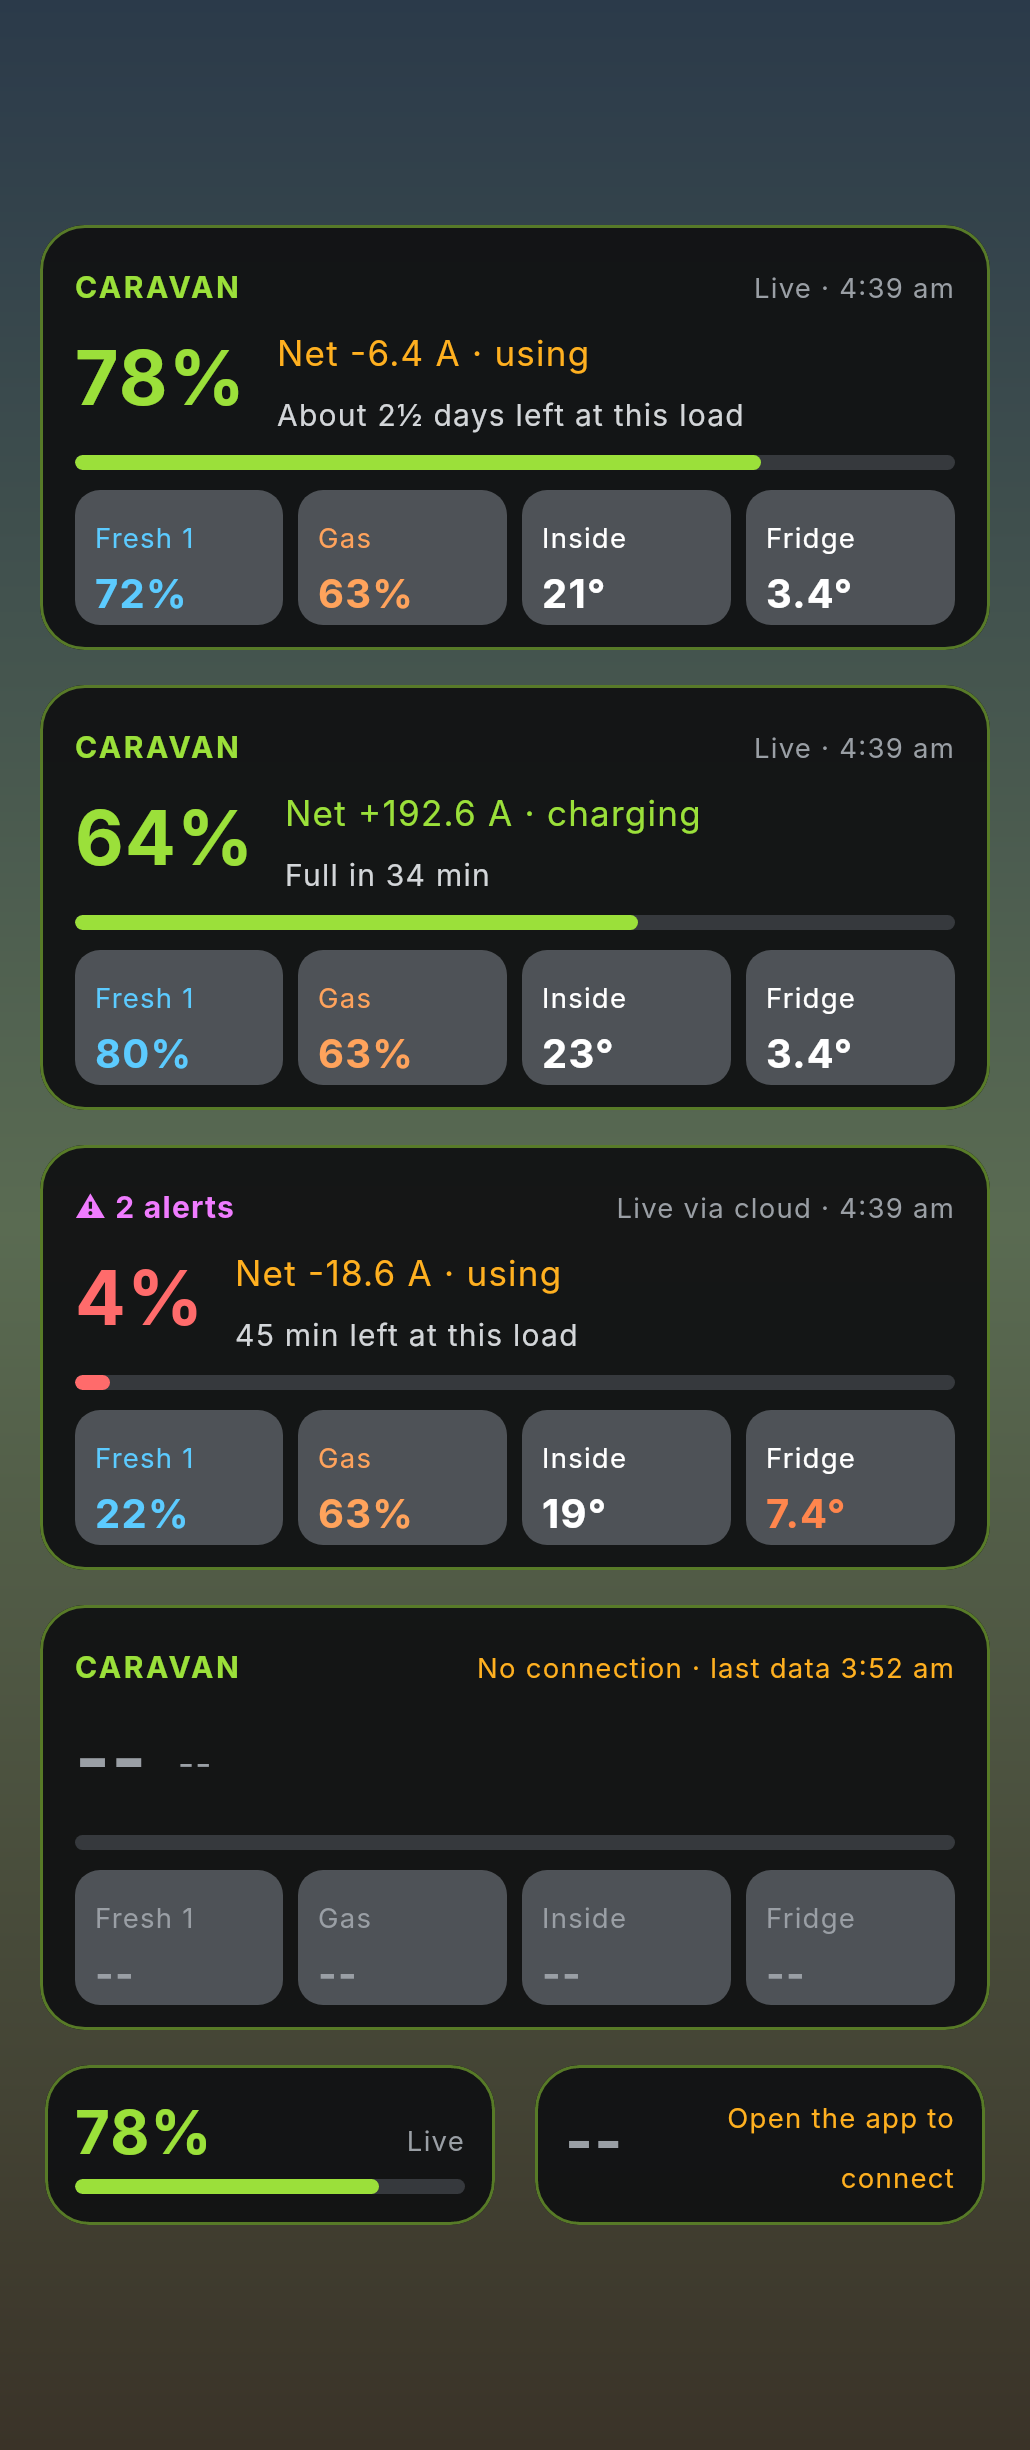 CARAVAN
Live · 4:39 am
78%
Net -6.4 A · using
About 2½ days left at this load
Fresh 1
Gas
Inside
Fridge
72%
63%
21°
3.4°
CARAVAN
Live · 4:39 am
64%
Net +192.6 A · charging
Full in 34 min
Fresh 1
Gas
Inside
Fridge
80%
63%
23°
3.4°
⚠ 2 alerts
Live via cloud · 4:39 am
4%
Net -18.6 A · using
45 min left at this load
Fresh 1
Gas
Inside
Fridge
22%
63%
19°
7.4°
CARAVAN
No connection · last data 3:52 am
--
--
Fresh 1
Gas
Inside
Fridge
--
--
--
--
78%
Live
--
Open the app to
connect